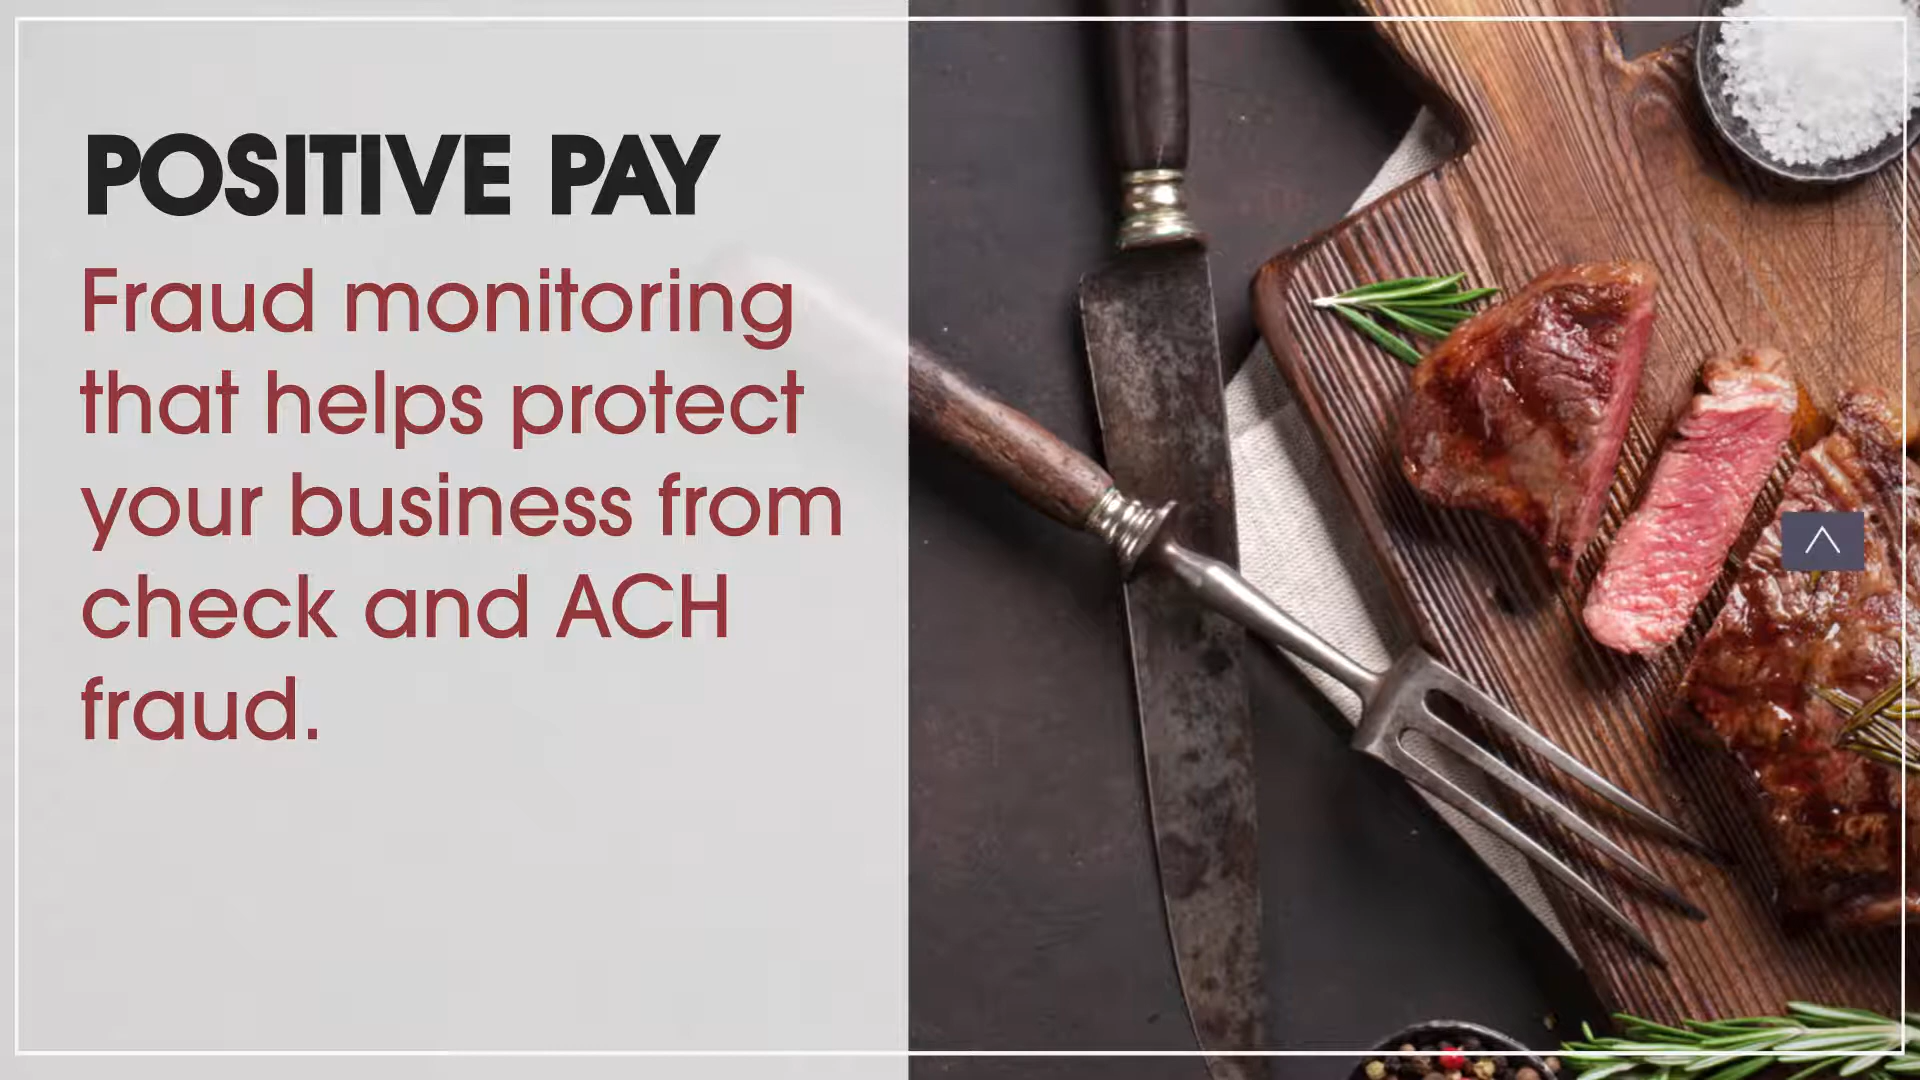 POSITIVE PAY
Fraud monitoring
that helps protect
your business from
check and ACH
fraud.